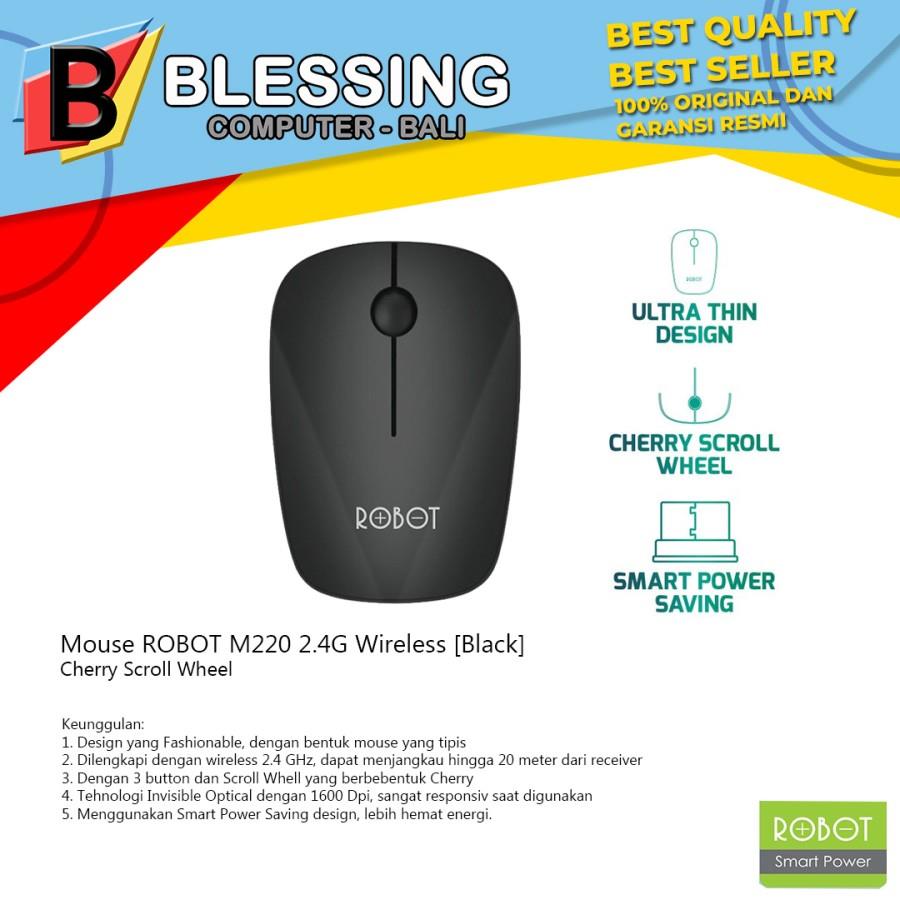 B BLESSING
COMPUTER - BALI
BEST QUALITY
BEST SELLER
100% ORIGINAL DAN
GARANSI RESMI
ROBOT
ROBOT
ULTRA THIN
DESIGN
CHERRY SCROLL
WHEEL
SMART POWER
SAVING
Mouse ROBOT M220 2.4G Wireless [Black]
Cherry Scroll Wheel
Keunggulan:
1. Design yang Fashionable, dengan bentuk mouse yang tipis
2. Dilengkapi dengan wireless 2.4 GHz, dapat menjangkau hingga 20 meter dari receiver
3. Dengan 3 button dan Scroll Whell yang berbebentuk Cherry
4. Tehnologi Invisible Optical dengan 1600 Dpi, sangat responsiv saat digunakan
5. Menggunakan Smart Power Saving design, lebih hemat energi.
ROBOT
Smart Power